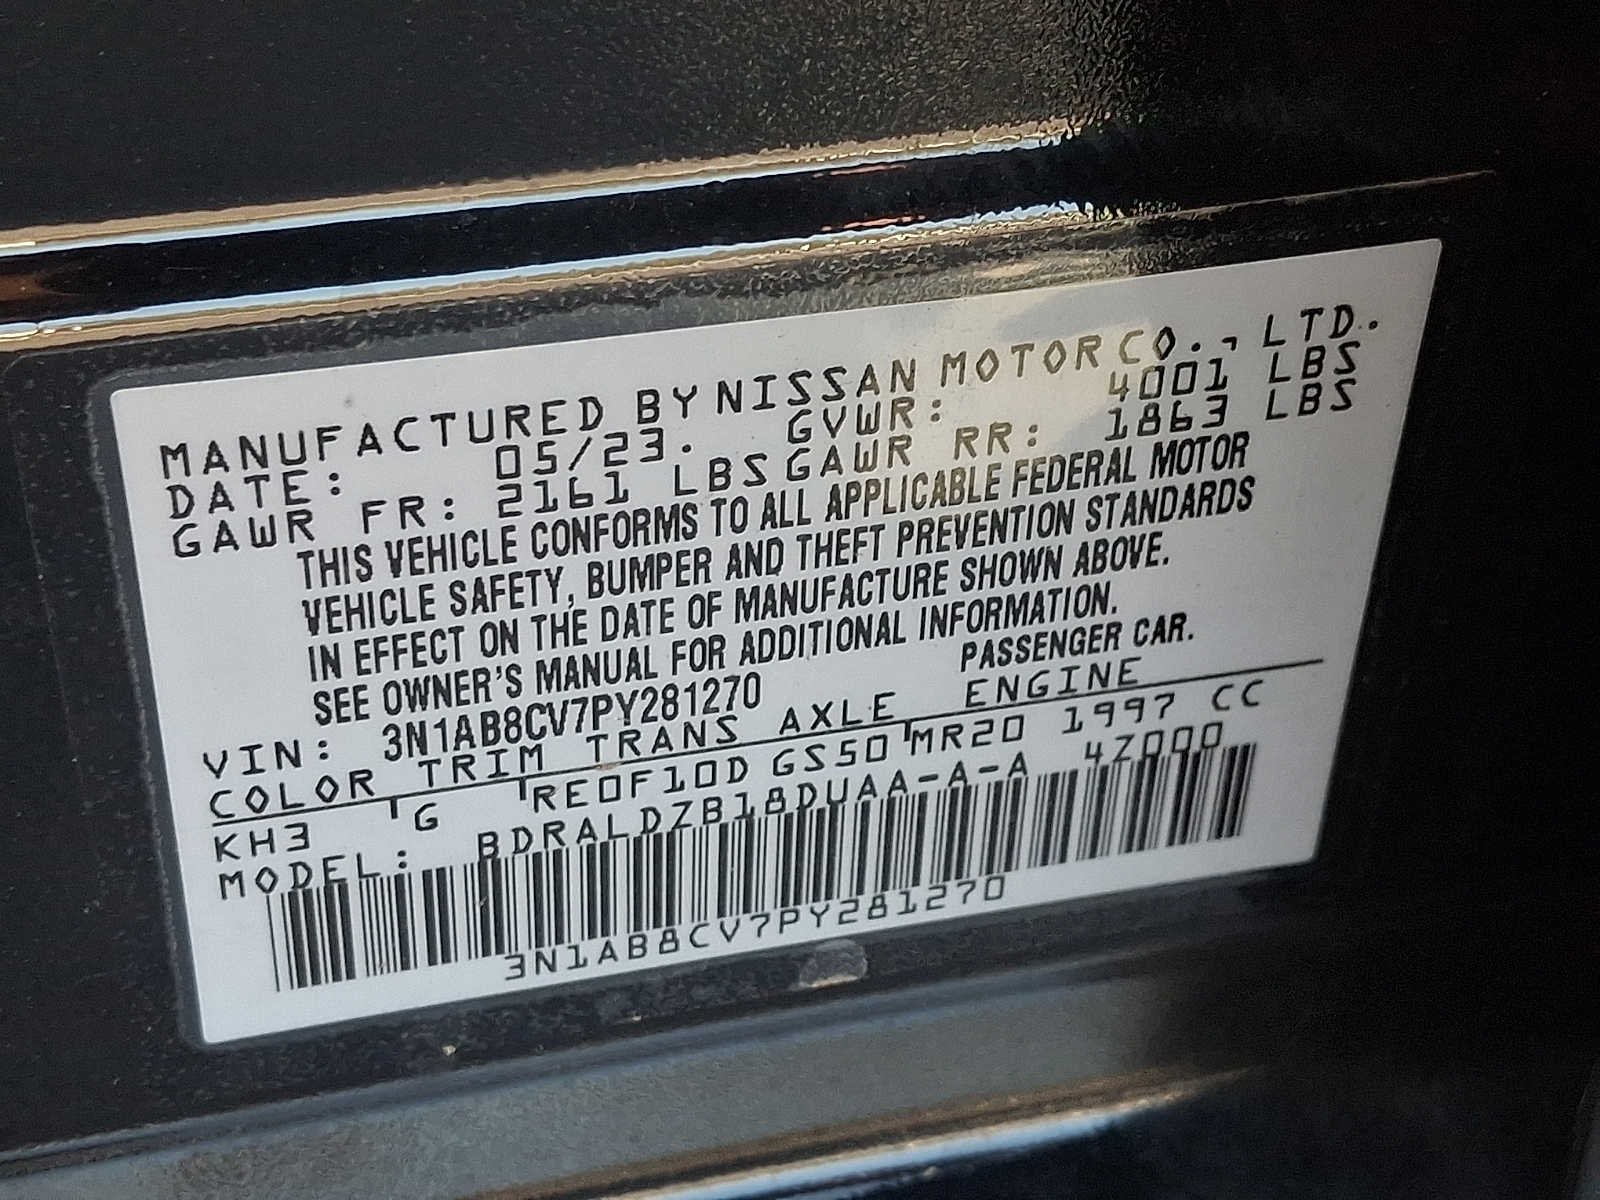 MANUFACTURED BY NISSAN MOTOR CO., LTD.
DATE: 05/23. GVWR: 4001 LBS
GAWR FR: 2161 LBS GAWR RR: 1863 LBS
THIS VEHICLE CONFORMS TO ALL APPLICABLE FEDERAL MOTOR
VEHICLE SAFETY, BUMPER AND THEFT PREVENTION STANDARDS
IN EFFECT ON THE DATE OF MANUFACTURE SHOWN ABOVE.
SEE OWNER'S MANUAL FOR ADDITIONAL INFORMATION.
VIN: 3N1AB8CV7PY281270 PASSENGER CAR.
COLOR TRIM TRANS AXLE ENGINE
KH3 G RE0F10D GS50 MR20 1997 CC
MODEL: BDRALDZB18DUAA-A-A 4Z000
3N1AB8CV7PY281270